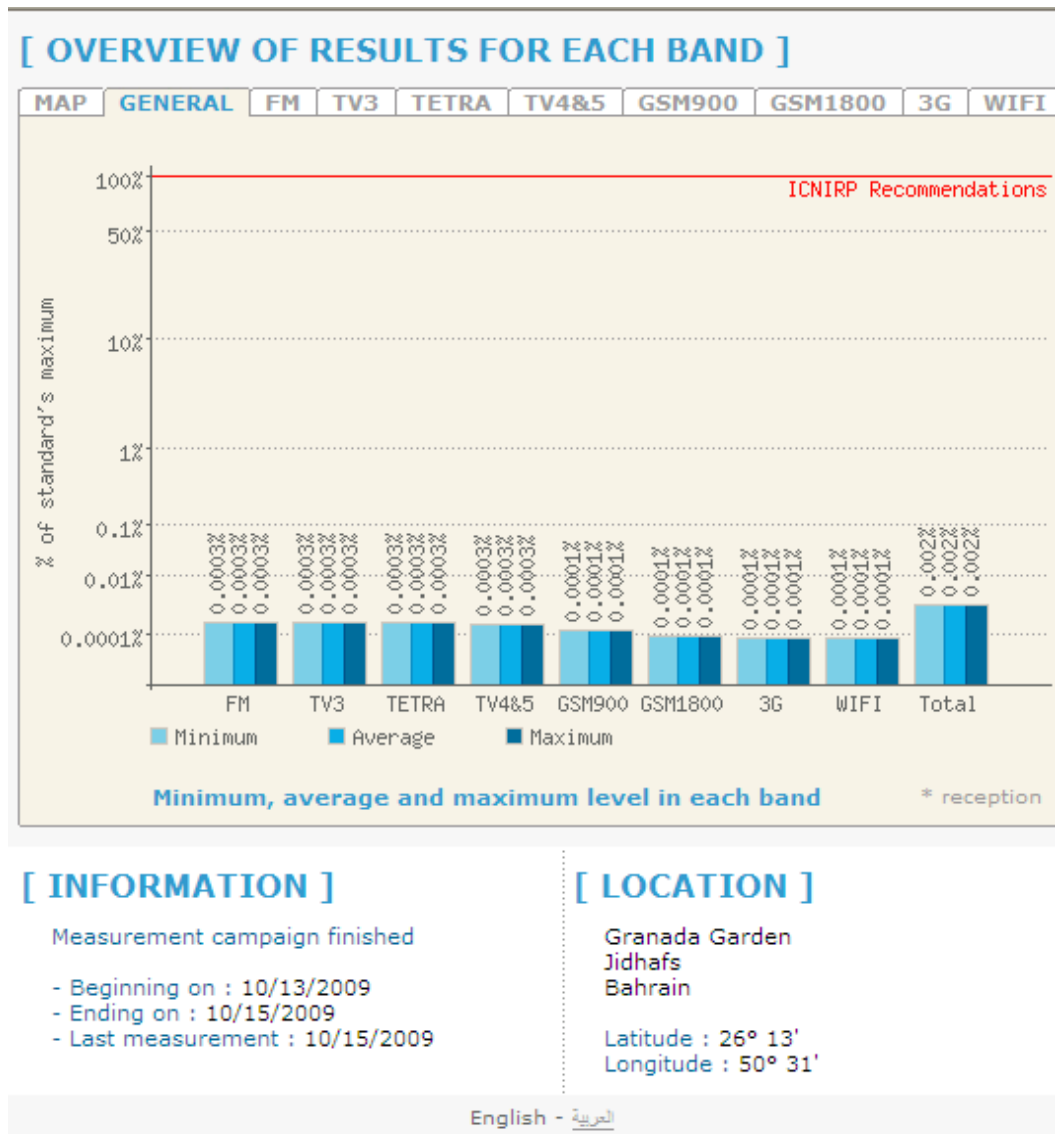 [ OVERVIEW OF RESULTS FOR EACH BAND ]
MAP GENERAL FM TV3 TETRA TV4&5 GSM900 GSM1800 3G WIFI
100%
ICNIRP Recommendations
50%
10%
1%
0.1%
0.01%
0.0001%
% of standard's maximum
0.0003% 0.0003% 0.0003%
0.0003% 0.0003% 0.0003%
0.0003% 0.0003% 0.0003%
0.0003% 0.0003% 0.0003%
0.0001% 0.0001% 0.0001%
0.0001% 0.0001% 0.0001%
0.0001% 0.0001% 0.0001%
0.0001% 0.0001% 0.0001%
0.002% 0.002% 0.002%
FM TV3 TETRA TV4&5 GSM900 GSM1800 3G WIFI Total
Minimum Average Maximum
Minimum, average and maximum level in each band * reception
[ INFORMATION ]
Measurement campaign finished
- Beginning on : 10/13/2009
- Ending on : 10/15/2009
- Last measurement : 10/15/2009
[ LOCATION ]
Granada Garden
Jidhafs
Bahrain
Latitude : 26° 13'
Longitude : 50° 31'
English - العربية